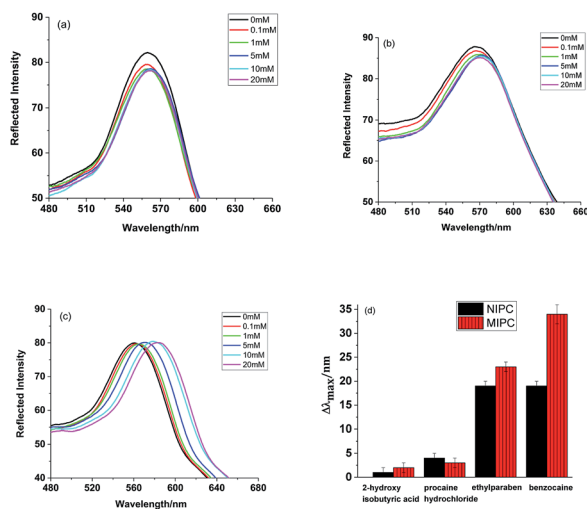 (a)
0mM
0.1mM
1mM
5mM
10mM
20mM
Reflected Intensity
90
80
70
60
50
480 510 540 570 600 630 660
Wavelength/nm
(b)
0mM
0.1mM
1mM
5mM
10mM
20mM
Reflected Intensity
90
80
70
60
50
480 510 540 570 600 630 660
Wavelength/nm
(c)
0mM
0.1mM
1mM
5mM
10mM
20mM
Reflected Intensity
90
80
70
60
50
40
480 520 560 600 640 680
Wavelength/nm
(d)
NIPC
MIPC
Δλmax/nm
35
30
25
20
15
10
5
0
2-hydroxy procaine ethylparaben benzocaine
isobutyric acid hydrochloride